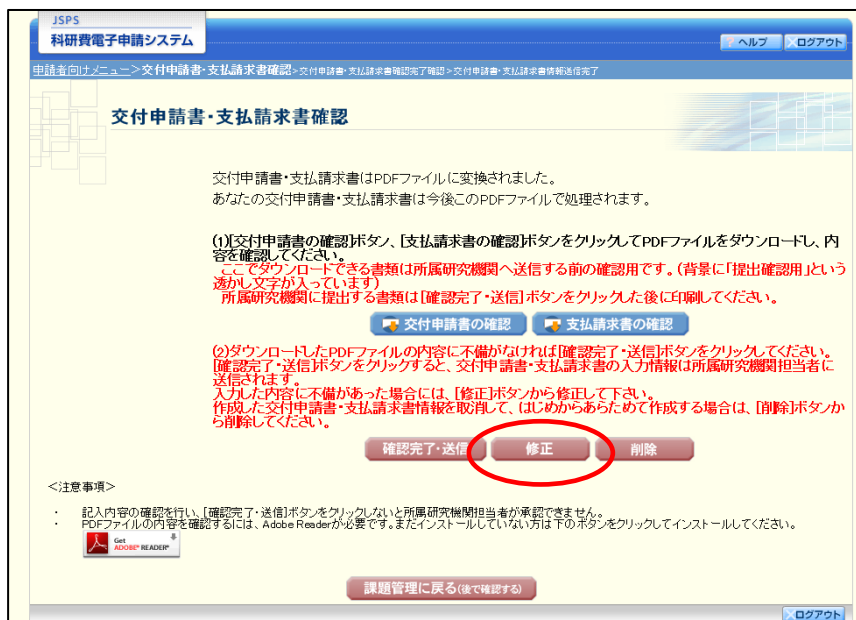 JSPS
科研費電子申請システム
? ヘルプ
ログアウト
申請者向けメニュー>交付申請書・支払請求書確認>交付申請書・支払請求書確認完了確認>交付申請書・支払請求書情報送信完了
交付申請書・支払請求書確認
交付申請書・支払請求書はPDFファイルに変換されました。
あなたの交付申請書・支払請求書は今後このPDFファイルで処理されます。
(1)[交付申請書の確認]ボタン、[支払請求書の確認]ボタンをクリックしてPDFファイルをダウンロードし、内
容を確認してください。
ここでダウンロードできる書類は所属研究機関へ送信する前の確認用です。(背景に「提出確認用」という
透かし文字が入っています)
所属研究機関に提出する書類は[確認完了・送信]ボタンをクリックした後に印刷してください。
交付申請書の確認
支払請求書の確認
(2)ダウンロードしたPDFファイルの内容に不備がなければ[確認完了・送信]ボタンをクリックしてください。
[確認完了・送信]ボタンをクリックすると、交付申請書・支払請求書の入力情報は所属研究機関担当者に
送信されます。
入力した内容に不備があった場合には、[修正]ボタンから修正して下さい。
作成した交付申請書・支払請求書情報を取消して、はじめからあらためて作成する場合は、[削除]ボタンか
ら削除してください。
確認完了・送信
修正
削除
<注意事項>
・ 記入内容の確認を行い、[確認完了・送信]ボタンをクリックしないと所属研究機関担当者が承認できません。
・ PDFファイルの内容を確認するには、Adobe Readerが必要です。まだインストールしていない方は下のボタンをクリックしてインストールしてください。
Get
ADOBE® READER®
課題管理に戻る(後で確認する)
ログアウト